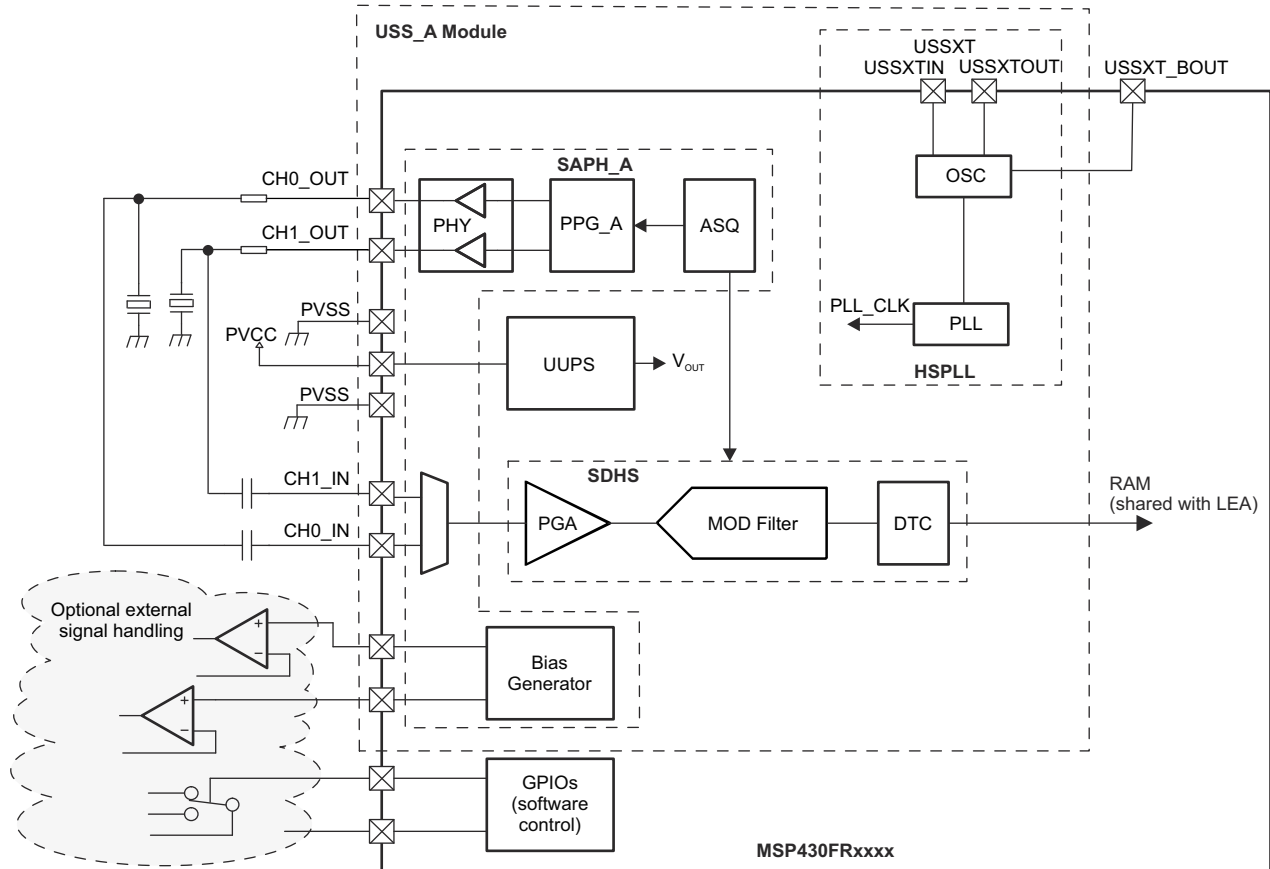 USS_A Module
USSXT
USSXTIN
USSXTOUT
USSXT_BOUT
SAPH_A
CH0_OUT
CH1_OUT
PHY
PPG_A
ASQ
OSC
PVSS
PVCC
PVSS
UUPS
VOUT
PLL_CLK
PLL
HSPLL
SDHS
CH1_IN
CH0_IN
PGA
MOD Filter
DTC
RAM
(shared with LEA)
Optional external
signal handling
+
−
+
−
Bias
Generator
GPIOs
(software
control)
MSP430FRxxxx